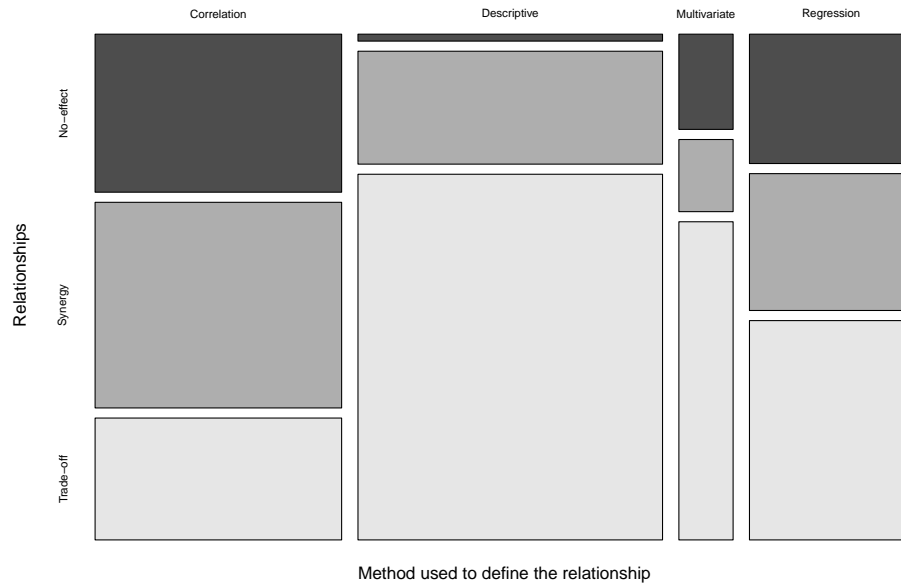 Correlation Descriptive Multivariate Regression
No-effect
Synergy
Trade-off
Relationships
Method used to define the relationship